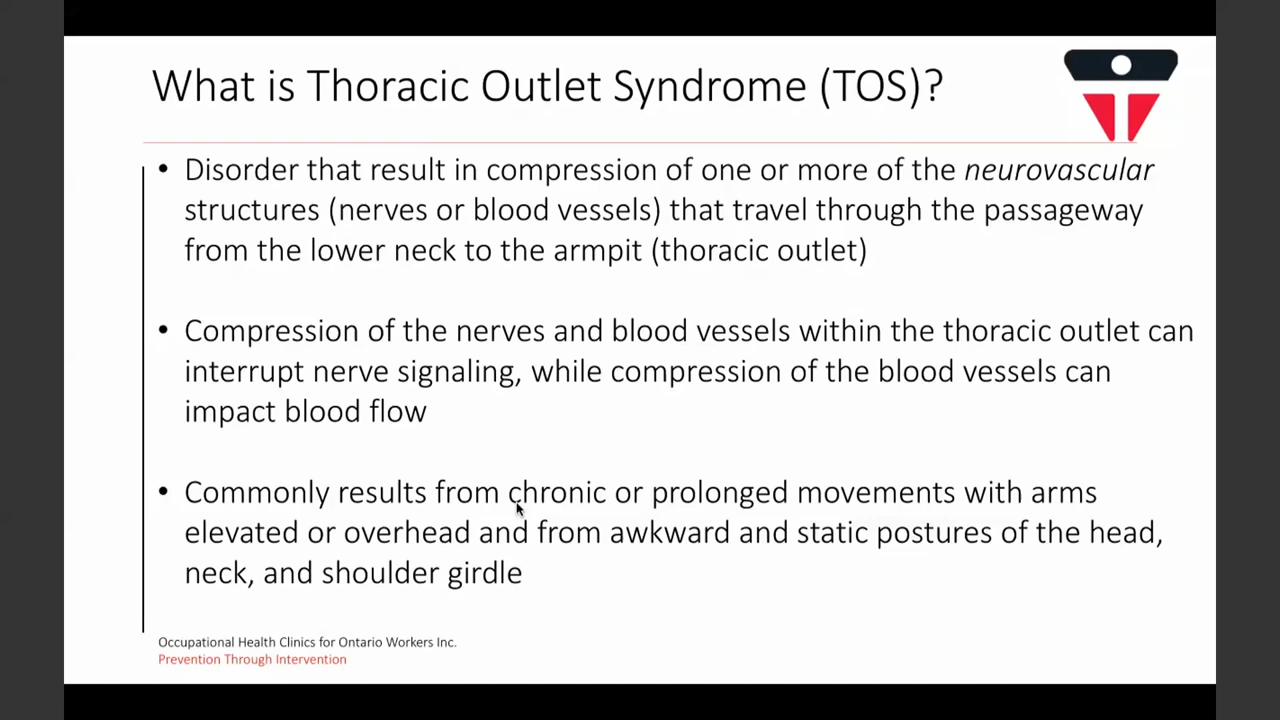 What is Thoracic Outlet Syndrome (TOS)?
• Disorder that result in compression of one or more of the neurovascular
structures (nerves or blood vessels) that travel through the passageway
from the lower neck to the armpit (thoracic outlet)
• Compression of the nerves and blood vessels within the thoracic outlet can
interrupt nerve signaling, while compression of the blood vessels can
impact blood flow
• Commonly results from chronic or prolonged movements with arms
elevated or overhead and from awkward and static postures of the head,
neck, and shoulder girdle
Occupational Health Clinics for Ontario Workers Inc.
Prevention Through Intervention